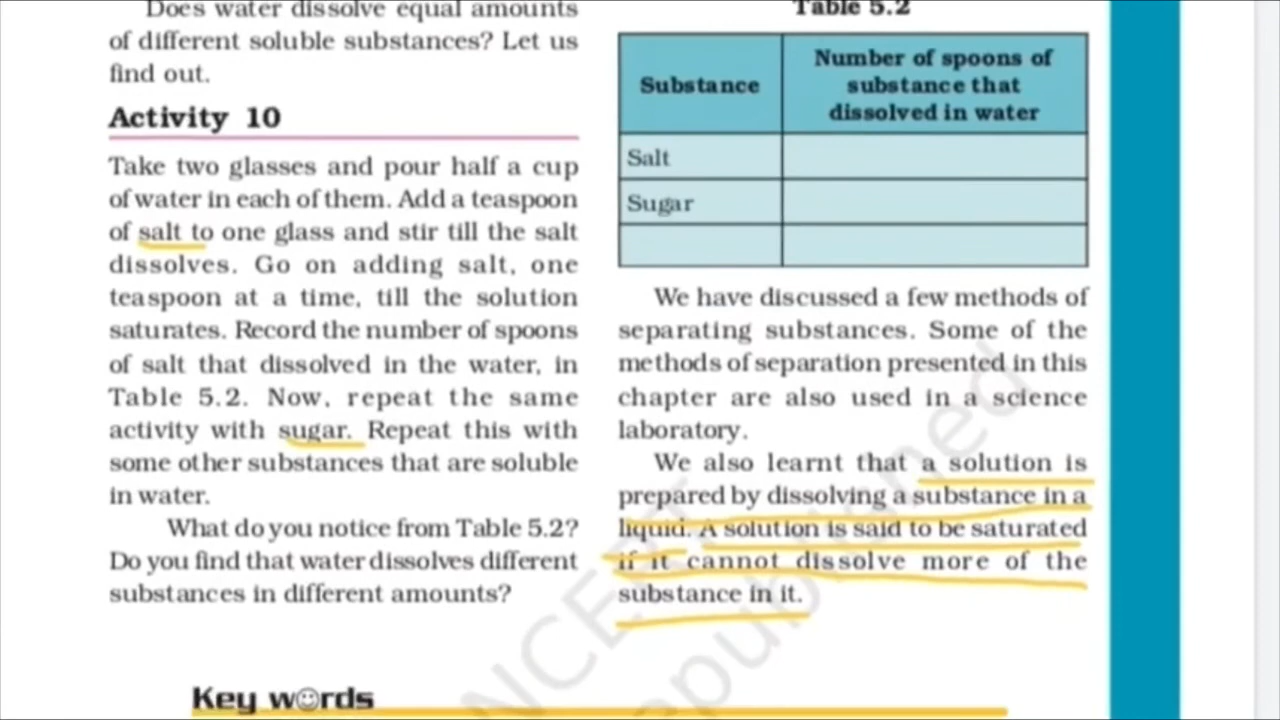 Does water dissolve equal amounts
of different soluble substances? Let us
find out.
Activity 10
Take two glasses and pour half a cup
of water in each of them. Add a teaspoon
of salt to one glass and stir till the salt
dissolves. Go on adding salt, one
teaspoon at a time, till the solution
saturates. Record the number of spoons
of salt that dissolved in the water, in
Table 5.2. Now, repeat the same
activity with sugar. Repeat this with
some other substances that are soluble
in water.
What do you notice from Table 5.2?
Do you find that water dissolves different
substances in different amounts?
Table 5.2
Substance
Number of spoons of
substance that
dissolved in water
Salt
Sugar
We have discussed a few methods of
separating substances. Some of the
methods of separation presented in this
chapter are also used in a science
laboratory.
We also learnt that a solution is
prepared by dissolving a substance in a
liquid. A solution is said to be saturated
if it cannot dissolve more of the
substance in it.
Key words
NCERT
republished